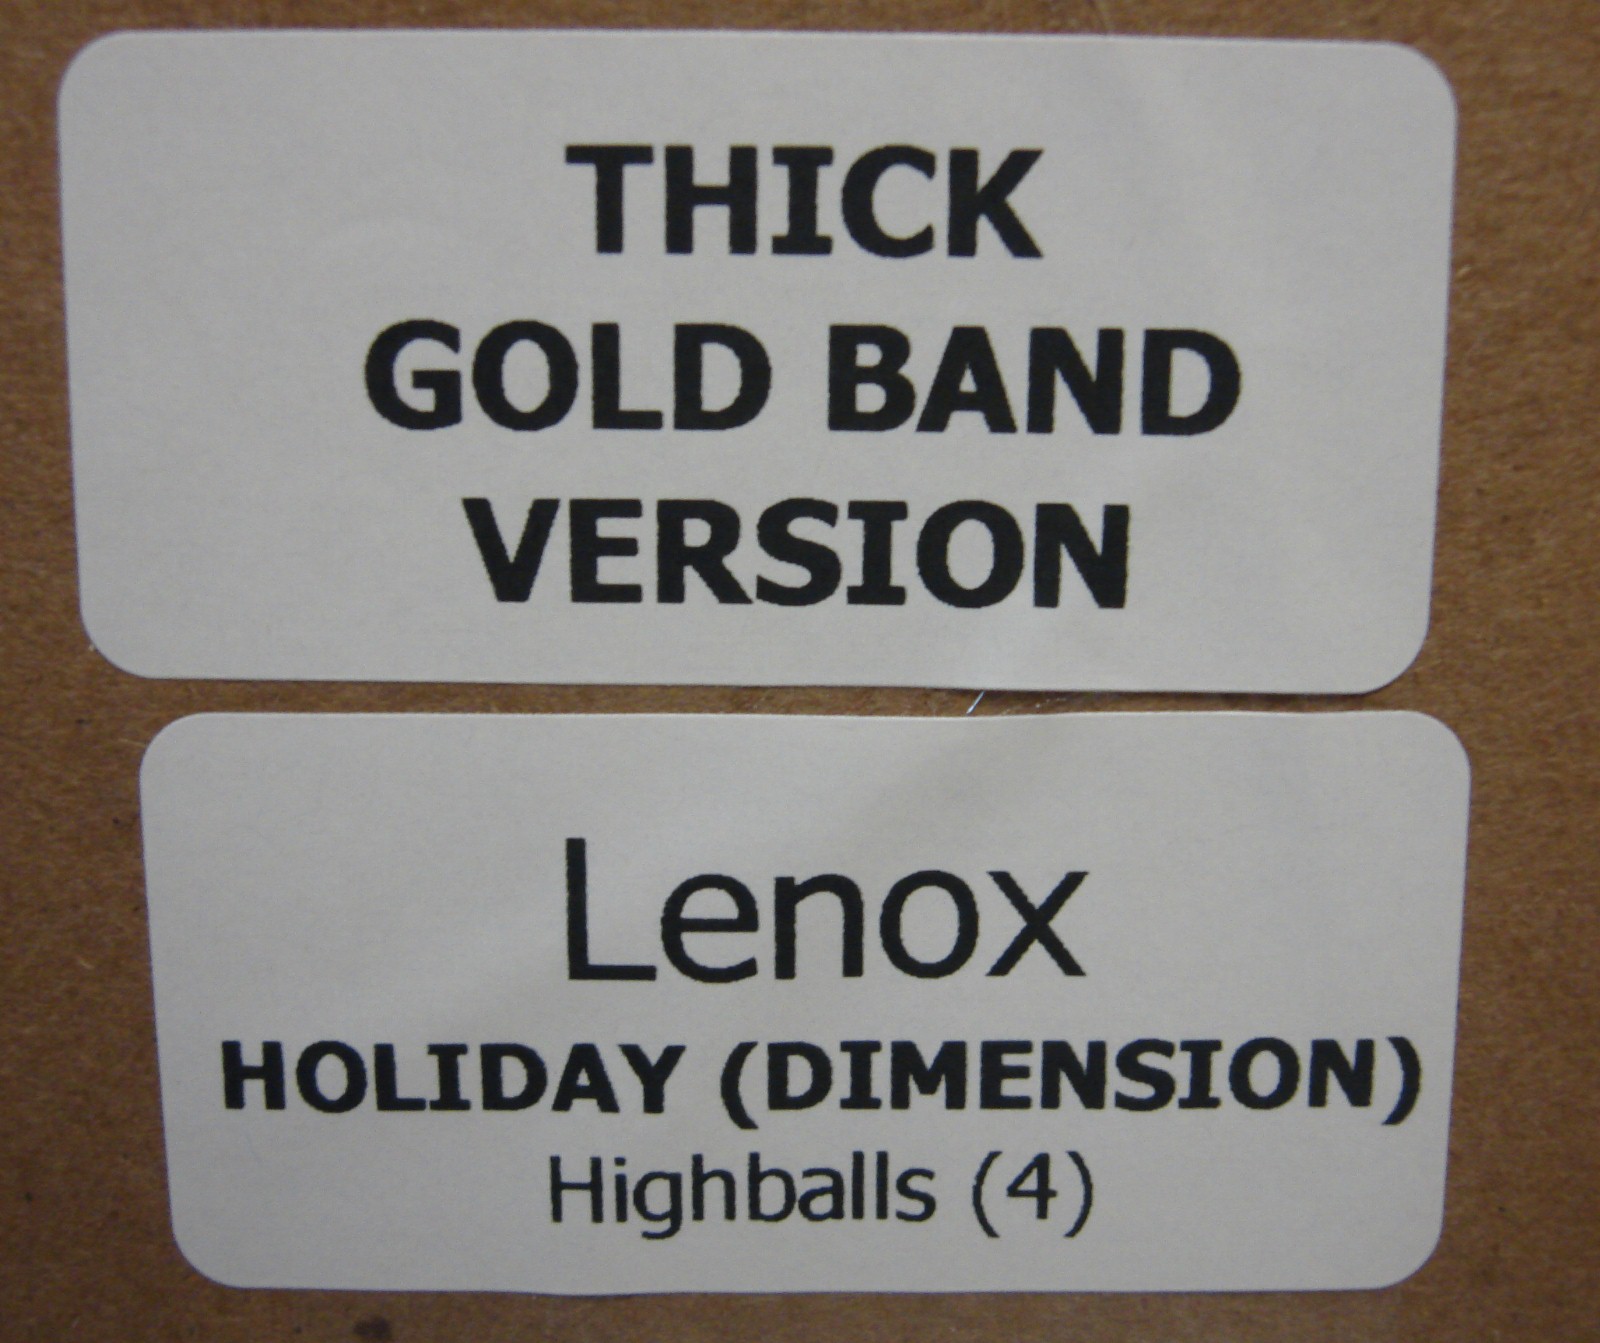 THICK
GOLD BAND
VERSION
Lenox
HOLIDAY (DIMENSION)
Highballs (4)